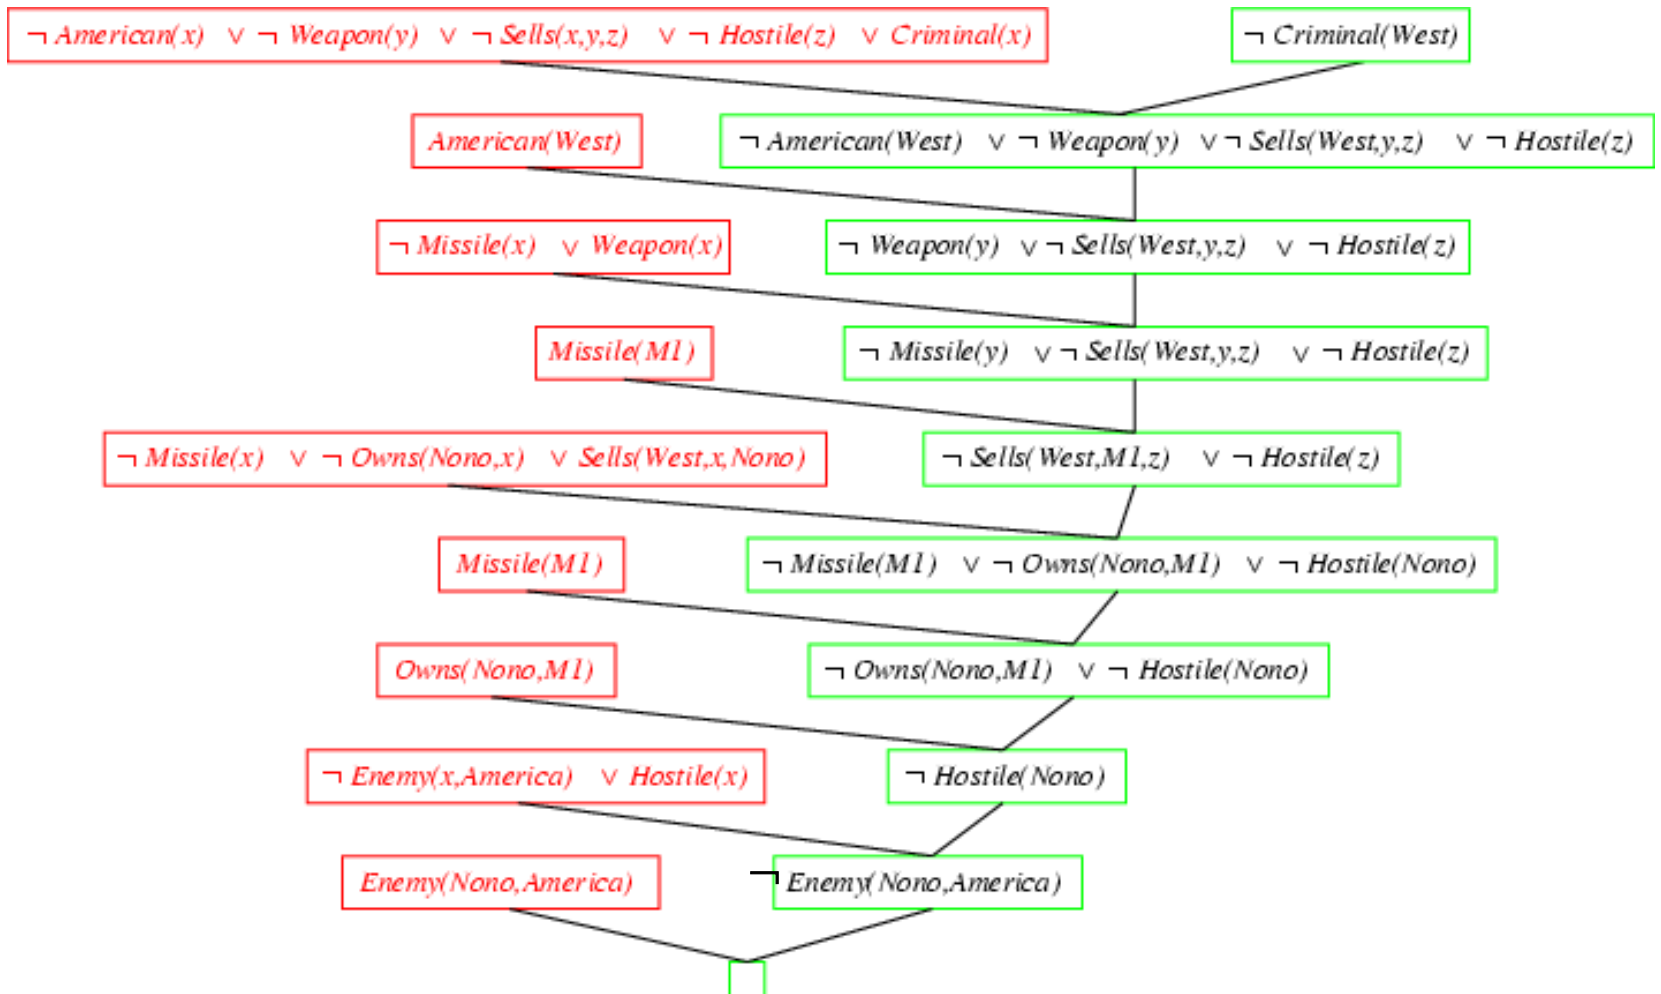 ¬ American(x) ∨ ¬ Weapon(y) ∨ ¬ Sells(x,y,z) ∨ ¬ Hostile(z) ∨ Criminal(x) ¬ Criminal(West)
American(West) ¬ American(West) ∨ ¬ Weapon(y) ∨ ¬ Sells(West,y,z) ∨ ¬ Hostile(z)
¬ Missile(x) ∨ Weapon(x) ¬ Weapon(y) ∨ ¬ Sells(West,y,z) ∨ ¬ Hostile(z)
Missile(M1) ¬ Missile(y) ∨ ¬ Sells(West,y,z) ∨ ¬ Hostile(z)
¬ Missile(x) ∨ ¬ Owns(Nono,x) ∨ Sells(West,x,Nono) ¬ Sells(West,M1,z) ∨ ¬ Hostile(z)
Missile(M1) ¬ Missile(M1) ∨ ¬ Owns(Nono,M1) ∨ ¬ Hostile(Nono)
Owns(Nono,M1) ¬ Owns(Nono,M1) ∨ ¬ Hostile(Nono)
¬ Enemy(x,America) ∨ Hostile(x) ¬ Hostile(Nono)
Enemy(Nono,America) ¬ Enemy(Nono,America)